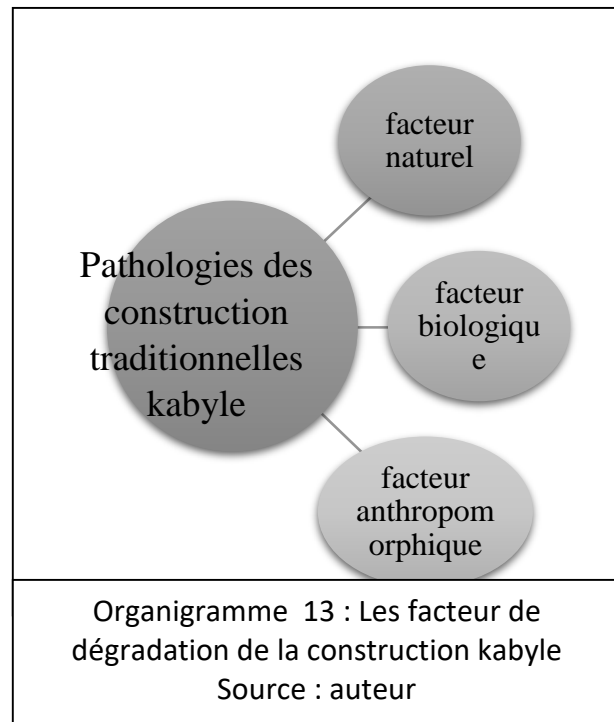 facteur
naturel
Pathologies des
construction
traditionnelles
kabyle
facteur
biologiqu
e
facteur
anthropom
orphique
Organigramme 13 : Les facteur de
dégradation de la construction kabyle
Source : auteur